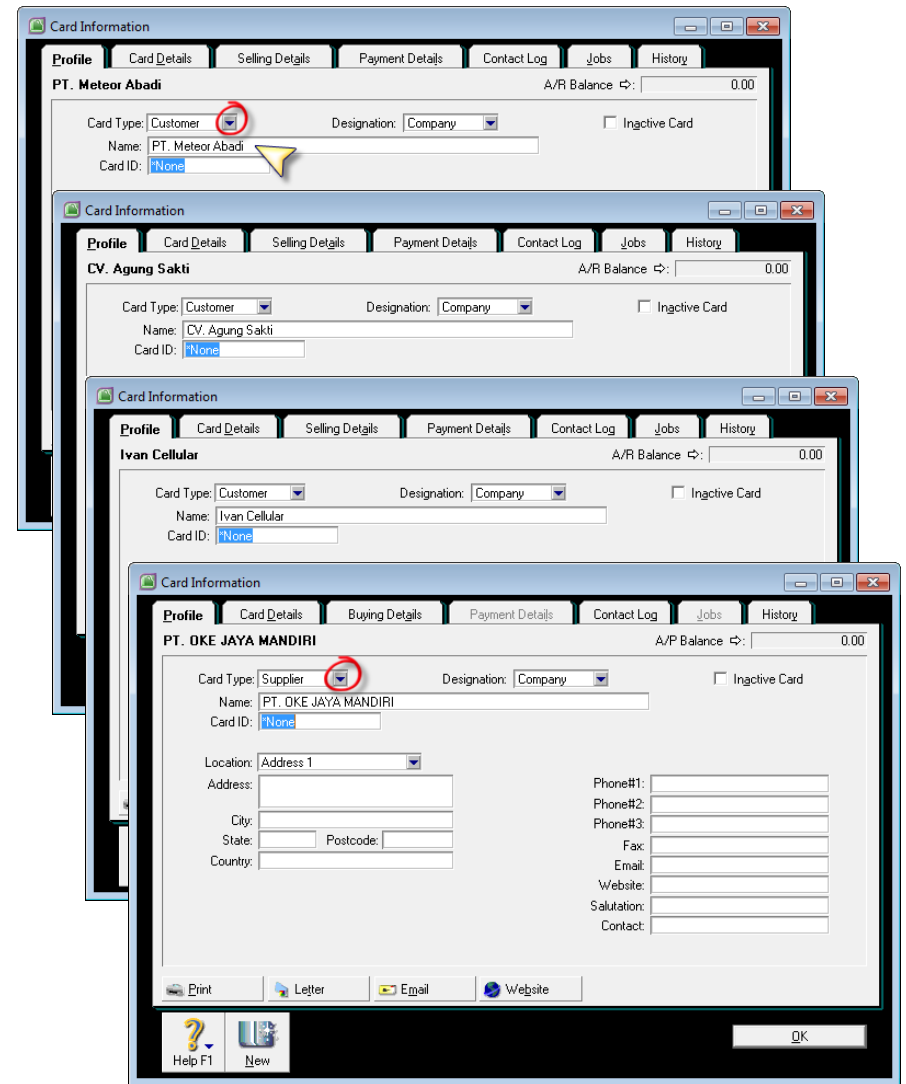 Card Information
Profile Card Details Selling Details Payment Details Contact Log Jobs History
PT. Meteor Abadi A/R Balance ⇨: 0.00
Card Type: Customer Designation: Company Inactive Card
Name: PT. Meteor Abadi
Card ID: *None
Card Information
Profile Card Details Selling Details Payment Details Contact Log Jobs History
CV. Agung Sakti A/R Balance ⇨: 0.00
Card Type: Customer Designation: Company Inactive Card
Name: CV. Agung Sakti
Card ID: *None
Card Information
Profile Card Details Selling Details Payment Details Contact Log Jobs History
Ivan Cellular A/R Balance ⇨: 0.00
Card Type: Customer Designation: Company Inactive Card
Name: Ivan Cellular
Card ID: *None
Card Information
Profile Card Details Buying Details Payment Details Contact Log Jobs History
PT. OKE JAYA MANDIRI A/P Balance ⇨: 0.00
Card Type: Supplier Designation: Company Inactive Card
Name: PT. OKE JAYA MANDIRI
Card ID: *None
Location: Address 1
Address: Phone#1:
Phone#2:
City: Phone#3:
State: Postcode: Fax:
Country: Email:
Website:
Salutation:
Contact:
Print Letter Email Website
Help F1 New OK